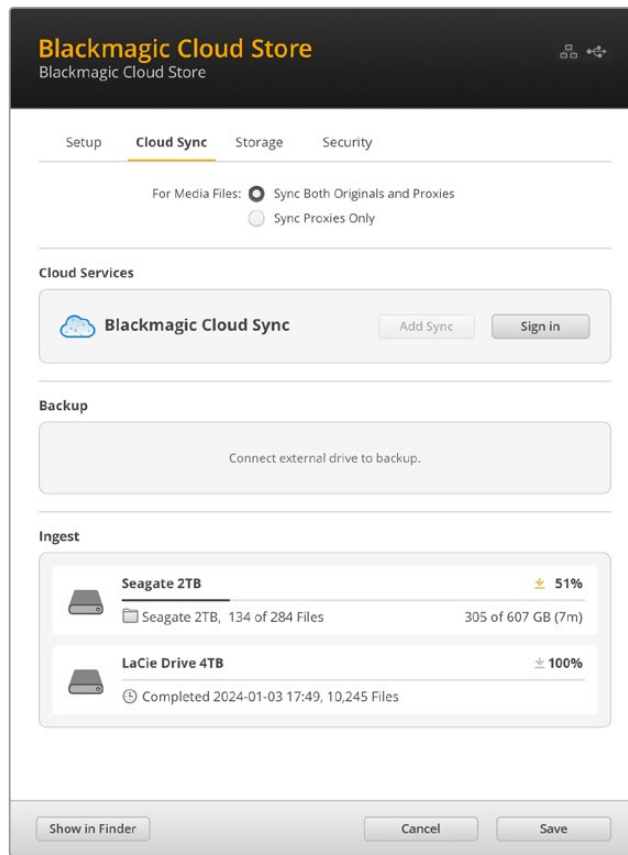 Blackmagic Cloud Store
Blackmagic Cloud Store
Setup Cloud Sync Storage Security
For Media Files: Sync Both Originals and Proxies
Sync Proxies Only
Cloud Services
Blackmagic Cloud Sync Add Sync Sign in
Backup
Connect external drive to backup.
Ingest
Seagate 2TB 51%
Seagate 2TB, 134 of 284 Files 305 of 607 GB (7m)
LaCie Drive 4TB 100%
Completed 2024-01-03 17:49, 10,245 Files
Show in Finder Cancel Save